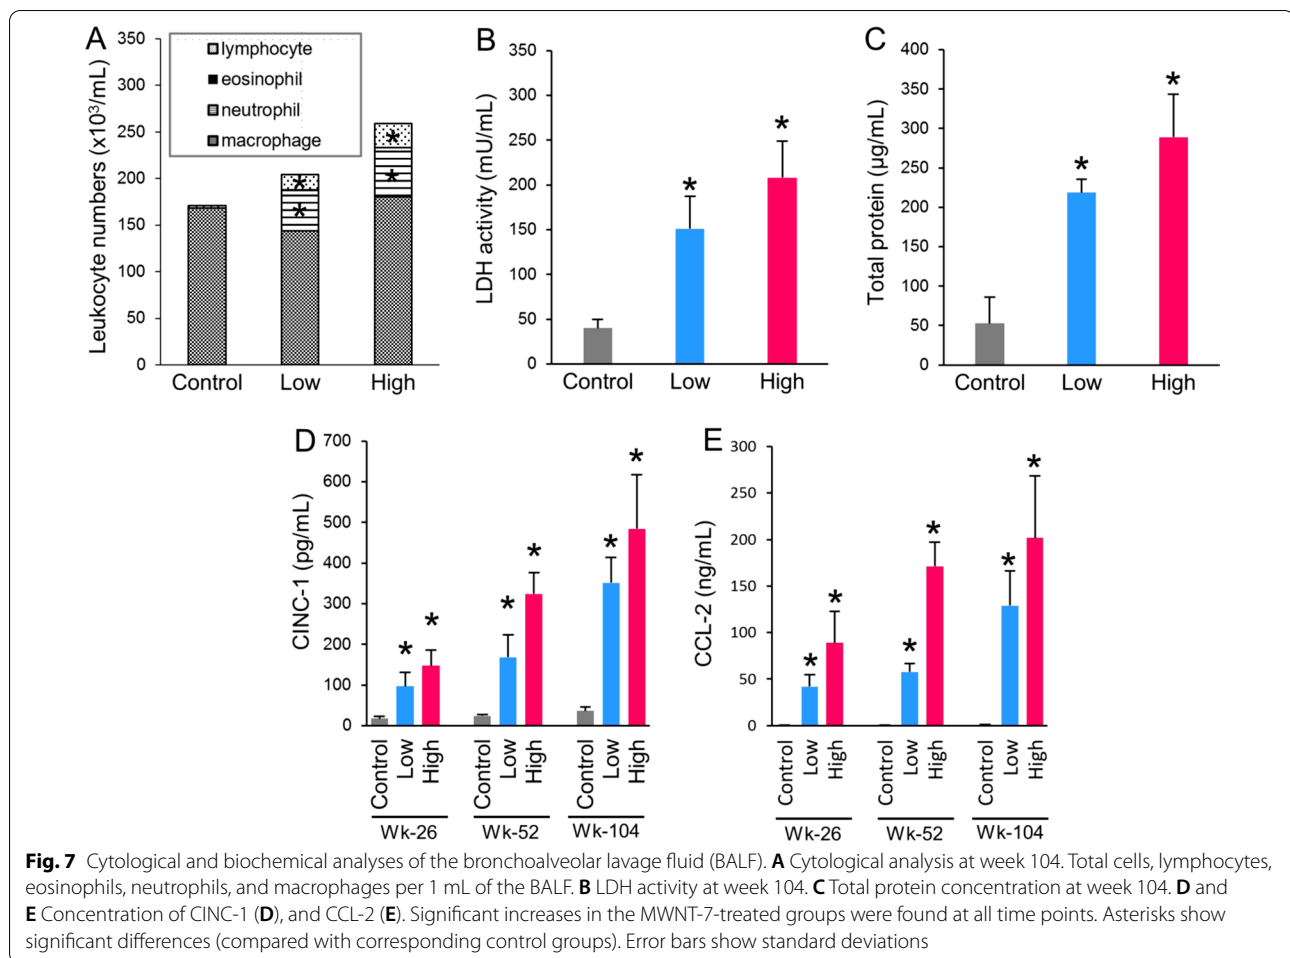 A
350
300
250
200
150
100
50
0
Leukocyte numbers (x10³/mL)
lymphocyte
eosinophil
neutrophil
macrophage
*
*
*
*
Control Low High
B
350
300
250
200
150
100
50
0
LDH activity (mU/mL)
*
*
Control Low High
C
400
350
300
250
200
150
100
50
0
Total protein (µg/mL)
*
*
Control Low High
D
700
600
500
400
300
200
100
0
CINC-1 (pg/mL)
* * * * * *
Control Low High Control Low High Control Low High
Wk-26 Wk-52 Wk-104
E
300
250
200
150
100
50
0
CCL-2 (ng/mL)
* * * * * *
Control Low High Control Low High Control Low High
Wk-26 Wk-52 Wk-104
Fig. 7 Cytological and biochemical analyses of the bronchoalveolar lavage fluid (BALF). A Cytological analysis at week 104. Total cells, lymphocytes,
eosinophils, neutrophils, and macrophages per 1 mL of the BALF. B LDH activity at week 104. C Total protein concentration at week 104. D and
E Concentration of CINC-1 (D), and CCL-2 (E). Significant increases in the MWNT-7-treated groups were found at all time points. Asterisks show
significant differences (compared with corresponding control groups). Error bars show standard deviations